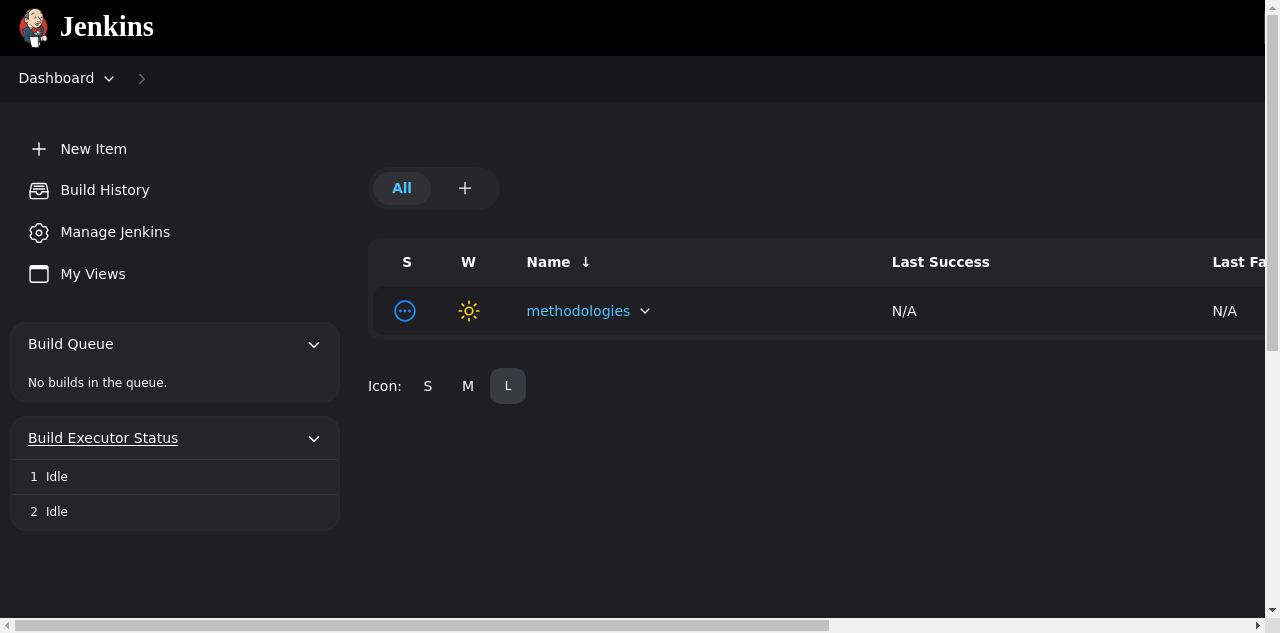 Jenkins
Dashboard
New Item
Build History
Manage Jenkins
My Views
Build Queue
No builds in the queue.
Build Executor Status
1 Idle
2 Idle
All
S W Name ↓ Last Success Last Fa
methodologies N/A N/A
Icon: S M L